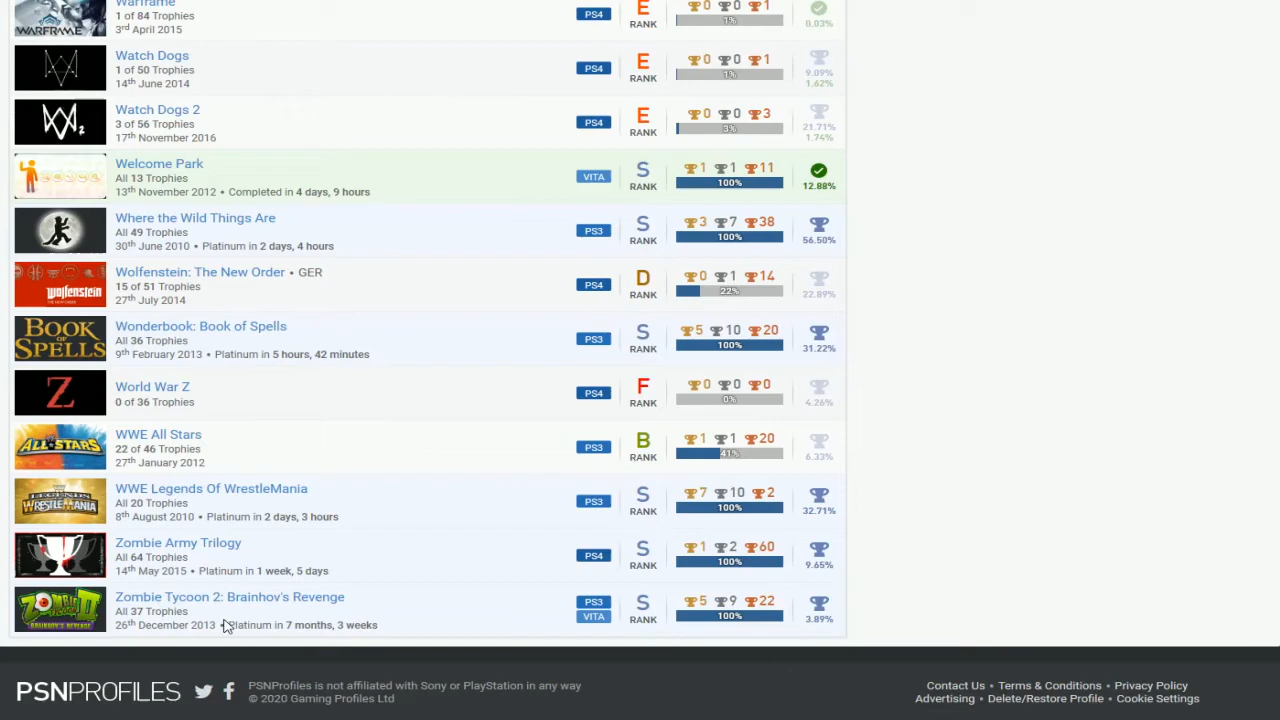 Warframe
1 of 84 Trophies
3rd April 2015
WARFRAME
PS4
E
RANK
0 0 1
1%
0.03%
Watch Dogs
1 of 50 Trophies
14th June 2014
PS4
E
RANK
0 0 1
1%
9.09%
1.62%
Watch Dogs 2
3 of 56 Trophies
17th November 2016
2
PS4
E
RANK
0 0 3
3%
21.71%
1.74%
Welcome Park
All 13 Trophies
13th November 2012 • Completed in 4 days, 9 hours
VITA
S
RANK
1 1 11
100%
12.88%
Where the Wild Things Are
All 49 Trophies
30th June 2010 • Platinum in 2 days, 4 hours
PS3
S
RANK
3 7 38
100%
56.50%
Wolfenstein: The New Order • GER
15 of 51 Trophies
27th July 2014
Wolfenstein
PS4
D
RANK
0 1 14
22%
22.89%
Wonderbook: Book of Spells
All 36 Trophies
9th February 2013 • Platinum in 5 hours, 42 minutes
BOOK
OF
SPELLS
PS3
S
RANK
5 10 20
100%
31.22%
World War Z
0 of 36 Trophies
Z
PS4
F
RANK
0 0 0
0%
4.26%
WWE All Stars
22 of 46 Trophies
27th January 2012
ALL STARS
PS3
B
RANK
1 1 20
41%
6.33%
WWE Legends Of WrestleMania
All 20 Trophies
8th August 2010 • Platinum in 2 days, 3 hours
LEGENDS
WRESTLEMANIA
PS3
S
RANK
7 10 2
100%
32.71%
Zombie Army Trilogy
All 64 Trophies
14th May 2015 • Platinum in 1 week, 5 days
PS4
S
RANK
1 2 60
100%
9.65%
Zombie Tycoon 2: Brainhov's Revenge
All 37 Trophies
26th December 2013 • Platinum in 7 months, 3 weeks
BRAINHOV'S REVENGE
PS3
VITA
S
RANK
5 9 22
100%
3.89%
PSNPROFILES
PSNProfiles is not affiliated with Sony or PlayStation in any way
© 2020 Gaming Profiles Ltd
Contact Us • Terms & Conditions • Privacy Policy
Advertising • Delete/Restore Profile • Cookie Settings